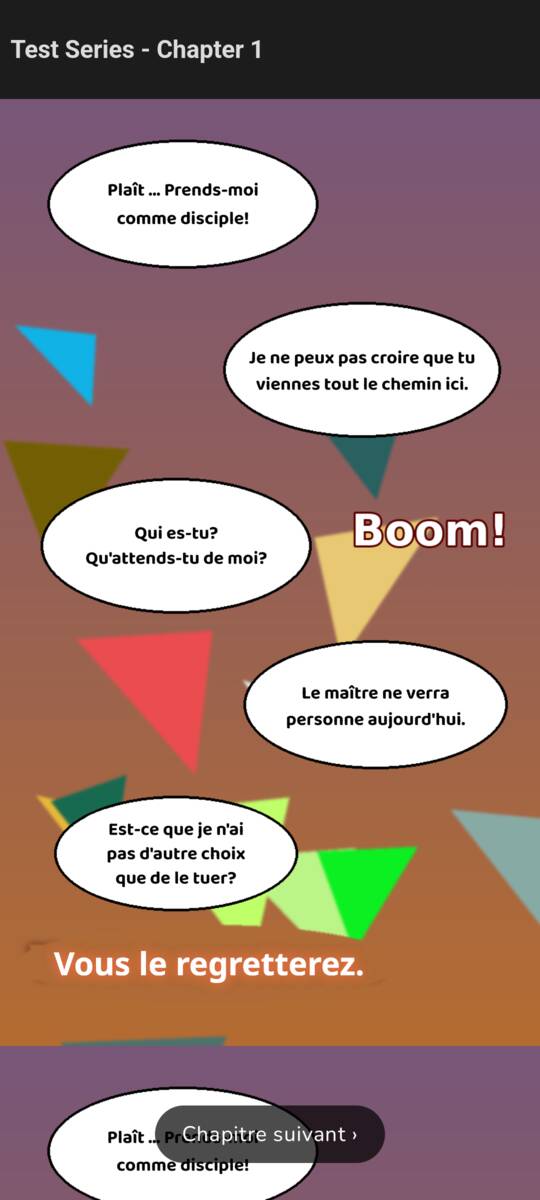 Test Series - Chapter 1
Plaît ... Prends-moi
comme disciple!
Je ne peux pas croire que tu
viennes tout le chemin ici.
Qui es-tu?
Qu'attends-tu de moi?
Boom!
Le maître ne verra
personne aujourd'hui.
Est-ce que je n'ai
pas d'autre choix
que de le tuer?
Vous le regretterez.
Plaît ... Prends-moi
Chapitre suivant ›
comme disciple!